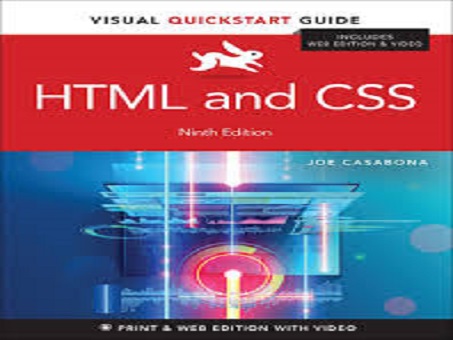 VISUAL QUICKSTART GUIDE
INCLUDES
WEB EDITION & VIDEO
HTML and CSS
Ninth Edition
JOE CASABONA
PRINT & WEB EDITION WITH VIDEO